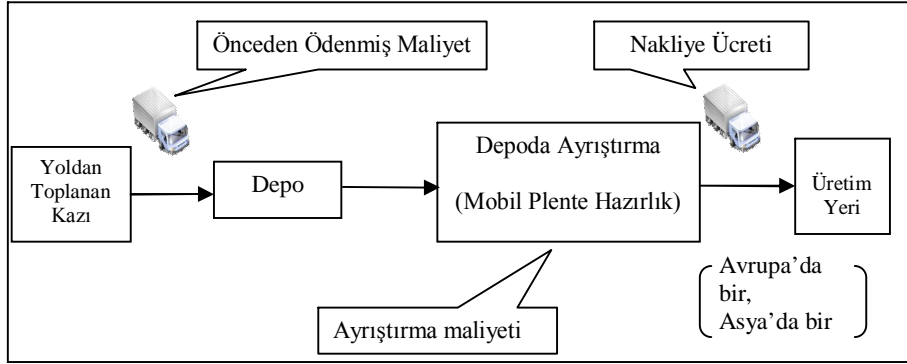 Önceden Ödenmiş Maliyet
Nakliye Ücreti
Yoldan
Toplanan
Kazı
Depo
Depoda Ayrıştırma
(Mobil Plente Hazırlık)
Üretim
Yeri
Ayrıştırma maliyeti
Avrupa’da
bir,
Asya’da bir